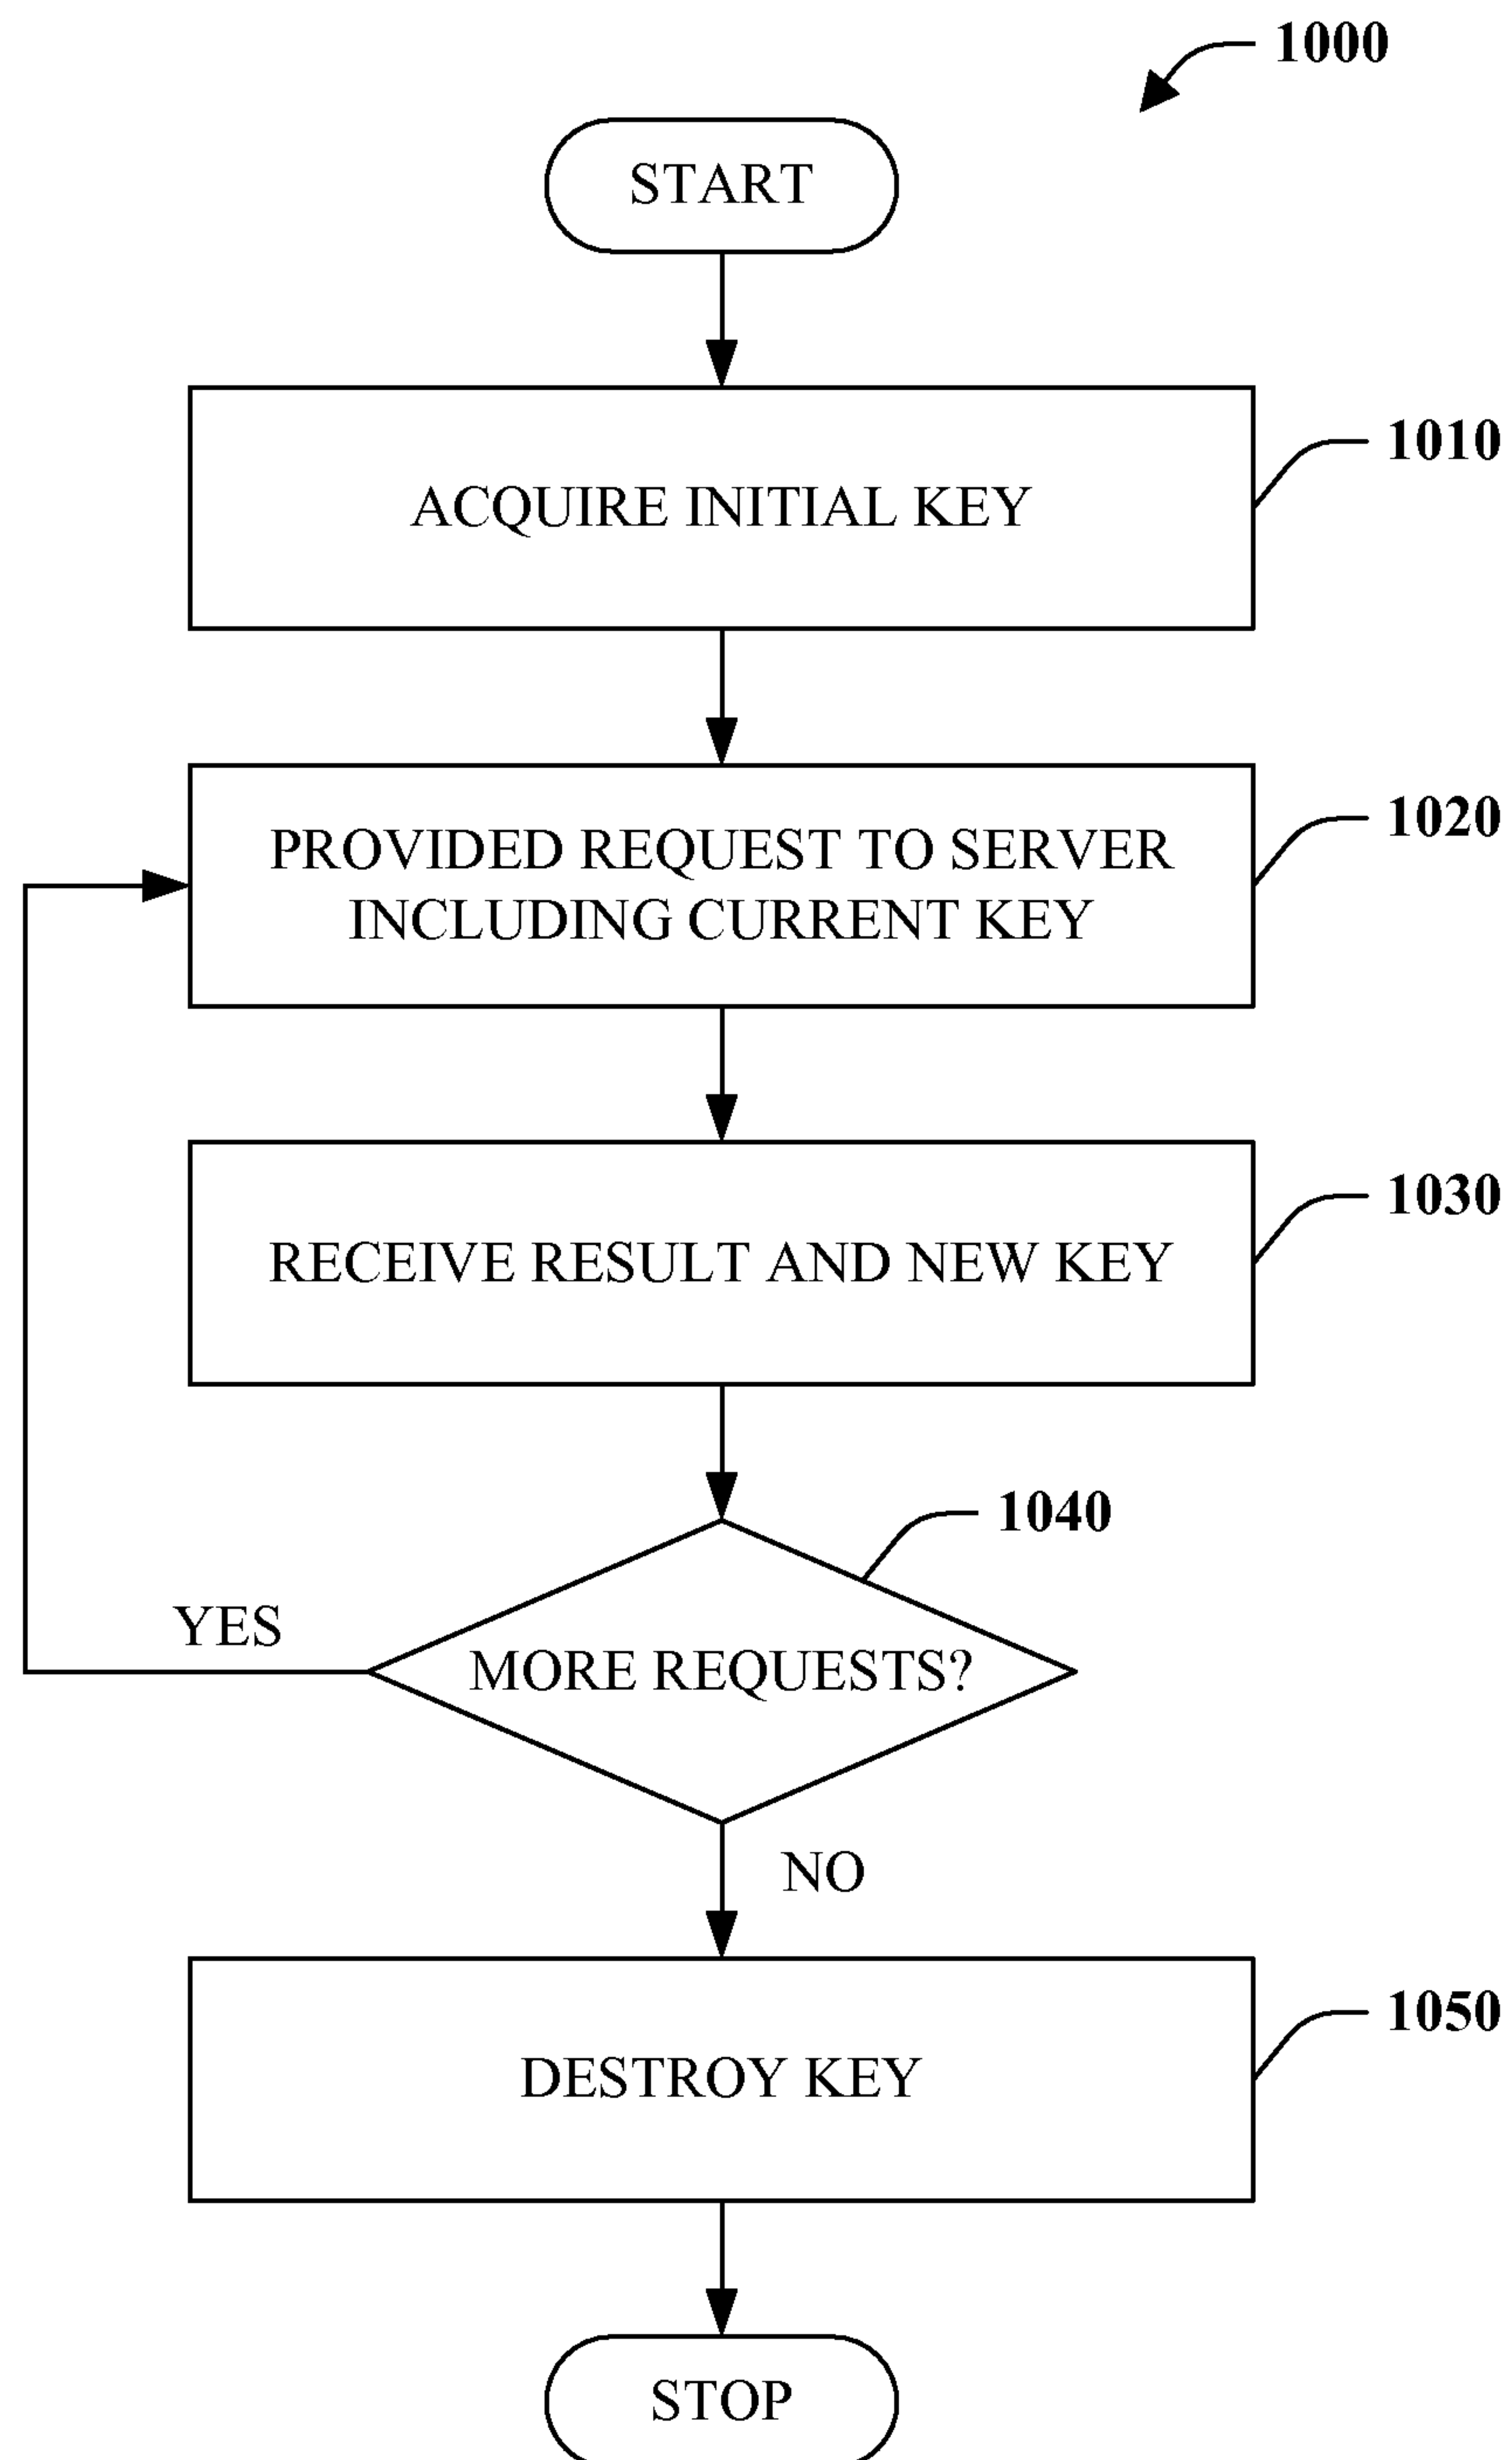 1000
START
ACQUIRE INITIAL KEY
1010
PROVIDED REQUEST TO SERVER
INCLUDING CURRENT KEY
1020
RECEIVE RESULT AND NEW KEY
1030
1040
MORE REQUESTS?
YES
NO
DESTROY KEY
1050
STOP